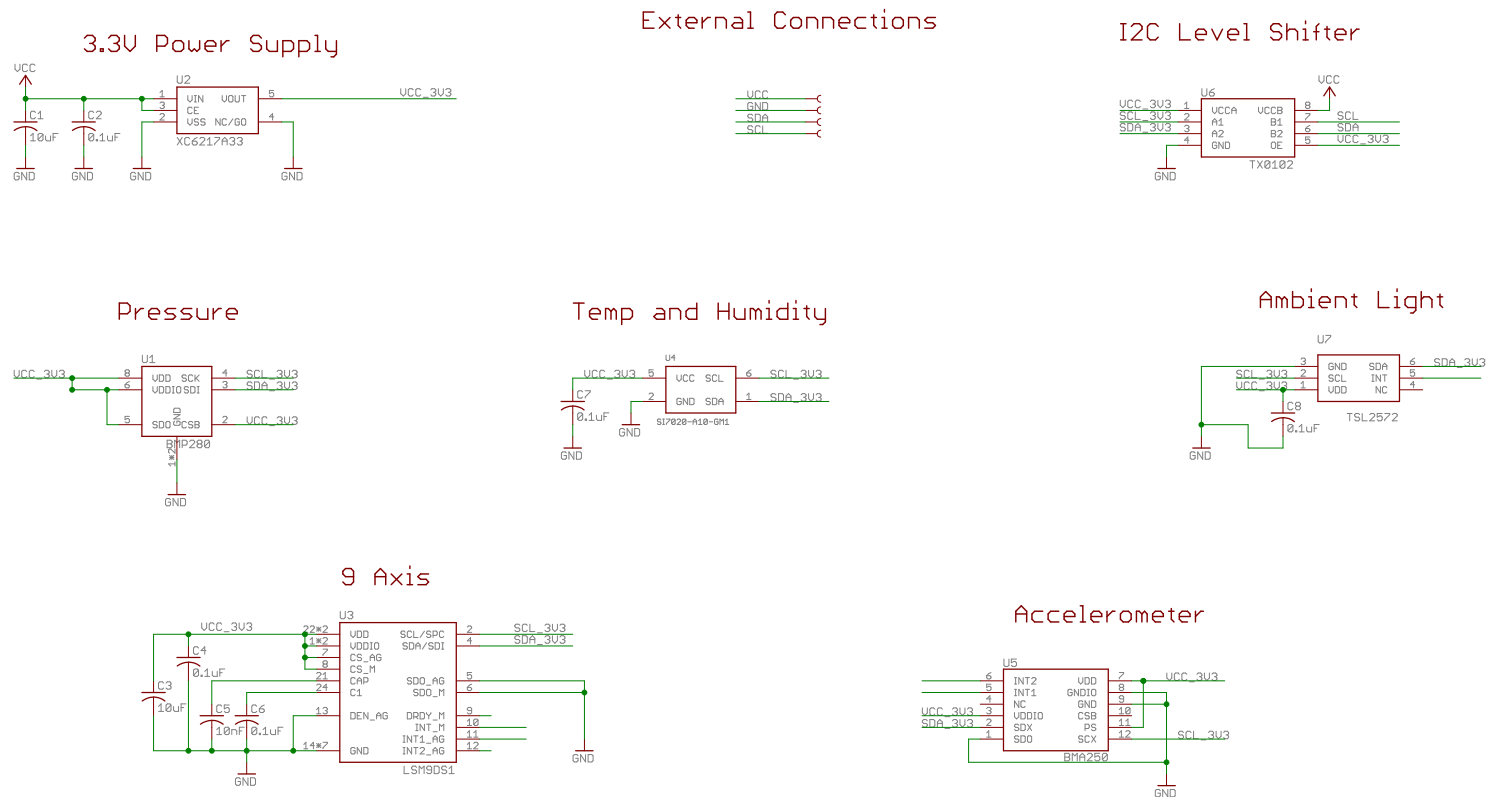 External Connections
3.3V Power Supply
I2C Level Shifter
VCC
U2
1 VIN VOUT 5 VCC_3V3
3 CE
2 VSS NC/GO 4
XC6217A33
C1
10uF
C2
0.1uF
GND GND GND GND
VCC
GND
SDA
SCL
VCC
U6
VCC_3V3 1 VCCA VCCB 8
SCL_3V3 2 A1 B1 7 SCL
SDA_3V3 3 A2 B2 6 SDA
4 GND OE 5 VCC_3V3
TX0102
GND
Pressure
Temp and Humidity
Ambient Light
U1
VCC_3V3 8 VDD SCK 4 SCL_3V3
6 VDDIO SDI 3 SDA_3V3
GND
5 SDO CSB 2 VCC_3V3
BMP280
1*2
GND
U4
VCC_3V3 5 VCC SCL 6 SCL_3V3
2 GND SDA 1 SDA_3V3
SI7020-A10-GM1
C7
0.1uF
GND
GND
U7
3 GND SDA 6 SDA_3V3
SCL_3V3 2 SCL INT 5
VCC_3V3 1 VDD NC 4
TSL2572
C8
0.1uF
GND
9 Axis
Accelerometer
U3
VCC_3V3 22*2 VDD SCL/SPC 2 SCL_3V3
1*2 VDDIO SDA/SDI 4 SDA_3V3
7 CS_AG
8 CS_M
21 CAP SDO_AG 5
24 C1 SDO_M 6
13 DEN_AG DRDY_M 9
INT_M 10
INT1_AG 11
14*7 GND INT2_AG 12
LSM9DS1
C4
0.1uF
C3
10uF
C5
10nF
C6
0.1uF
GND
GND
U5
6 INT2 VDD 7 VCC_3V3
5 INT1 GNDIO 8
4 NC GND 9
VCC_3V3 3 VDDIO CSB 10
SDA_3V3 2 SDX PS 11
1 SDO SCX 12 SCL_3V3
BMA250
GND